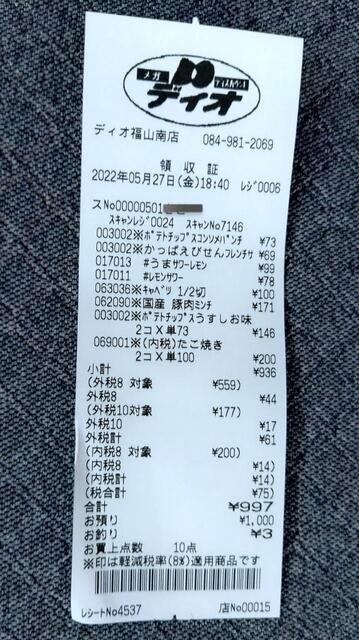 メガ
ディスカウント
ディオ
ディオ福山南店 084-981-2069
領収証
2022年05月27日(金)18:40 レジ0006
スNo00000501
スキャンレジ0024 スキャンNo7146
003002※ポテトチップスコンソメパンチ ¥73
003002※かっぱえびせんフレンチサ ¥69
017013 #うまサワーレモン ¥99
017011 #レモンサワー ¥78
063036※キャベツ 1/2切 ¥100
062090※国産 豚肉ミンチ ¥171
003002※ポテトチップスうすしお味
2コ×単73 ¥146
069001※(内税)たこ焼き
2コ×単100 ¥200
小計 ¥936
(外税8 対象 ¥559)
外税8 ¥44
(外税10対象 ¥177)
外税10 ¥17
外税計 ¥61
(内税8 対象 ¥200)
(内税8 ¥14)
(内税計 ¥14)
(税合計 ¥75)
合計 ¥997
お預り ¥1,000
お釣り ¥3
お買上点数 10点
※印は軽減税率(8%)適用商品です
レシートNo4537 /店No00015